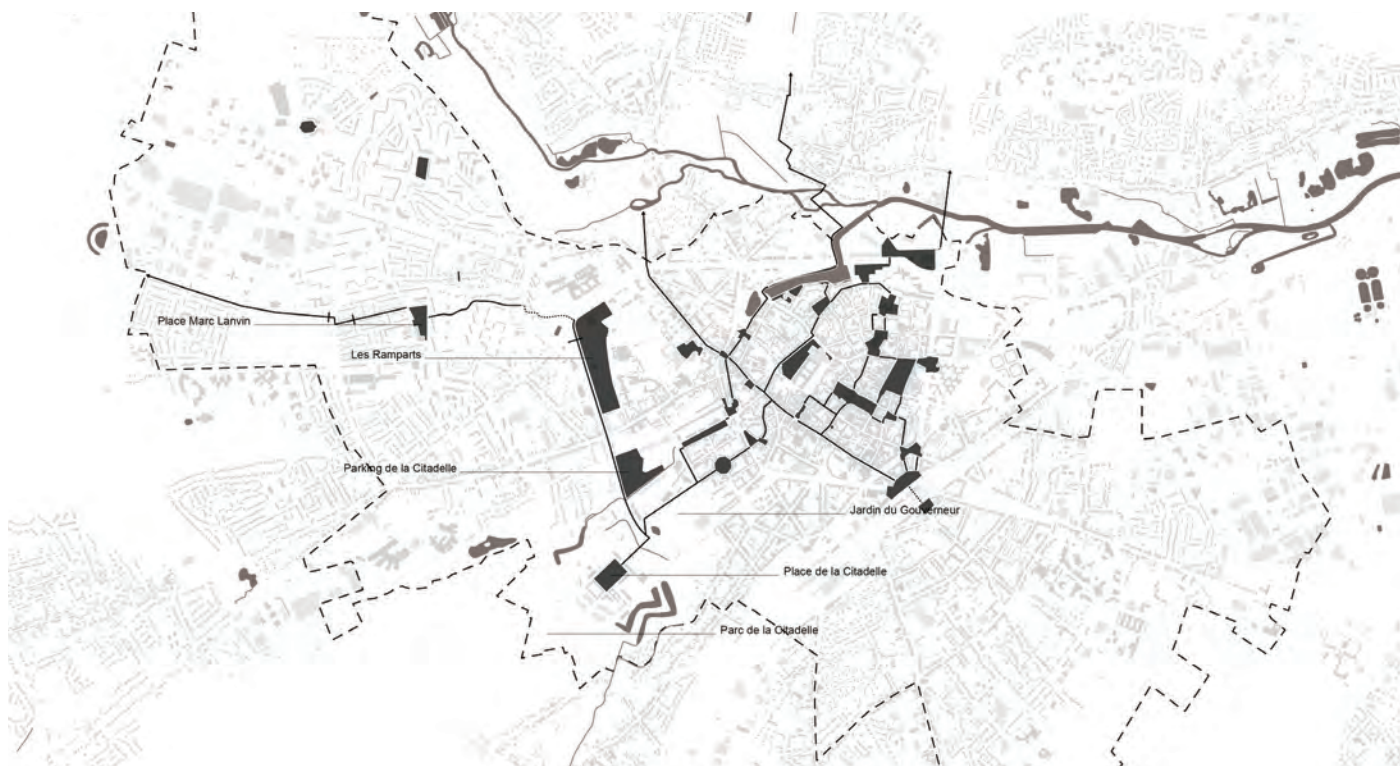 Place Marc Lanvin
Les Ramparts
Parking de la Citadelle
Jardin du Gouverneur
Place de la Citadelle
Parc de la Citadelle